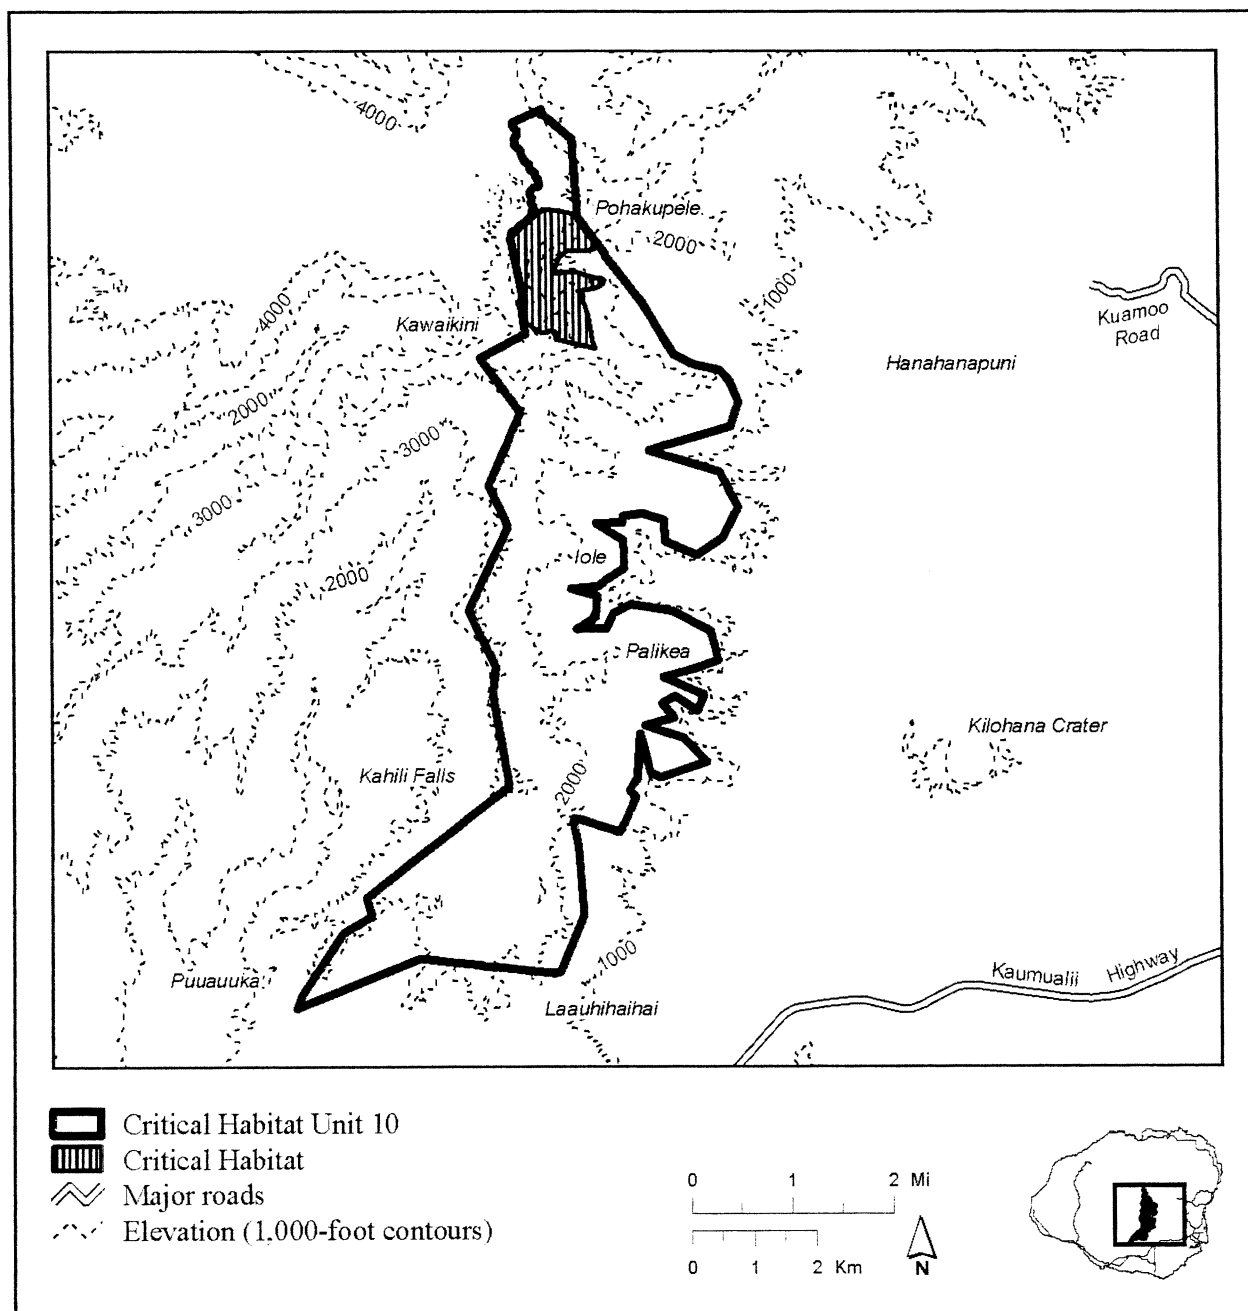 4000
Pohakupele
2000
1000
4000
Kawaikini
Kuamoo
Road
Hanahanapuni
2000
3000
3000
Iole
2000
Palikea
Kilohana Crater
Kahili Falls
2000
1000
Puuauuka
Laauhihaihai
Kaumualii Highway
Critical Habitat Unit 10
Critical Habitat
Major roads
Elevation (1,000-foot contours)
0 1 2 Mi
0 1 2 Km
N